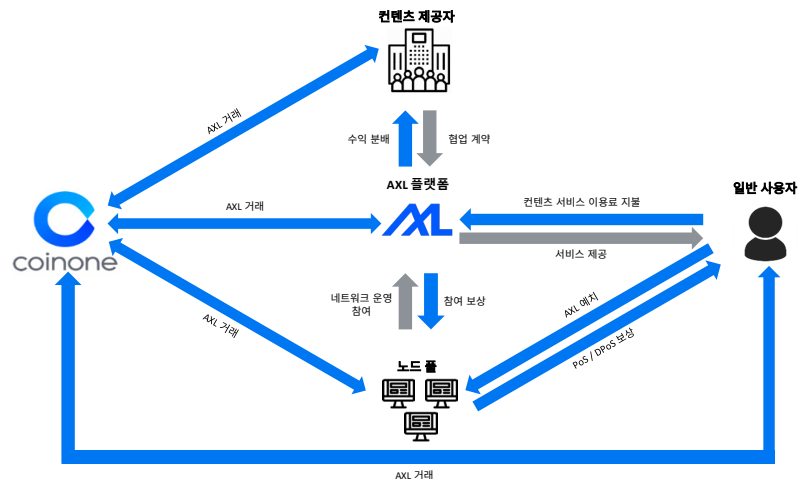 컨텐츠 제공자
AXL 거래
수익 분배
협업 계약
AXL 플랫폼
일반 사용자
AXL 거래
컨텐츠 서비스 이용료 지불
AXL
coinone
서비스 제공
네트워크 운영
참여
참여 보상
AXL 예치
AXL 거래
PoS / DPoS 보상
노드 풀
AXL 거래